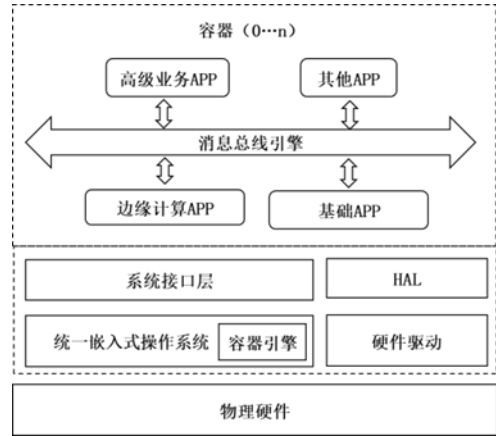 容器（0…n）
高级业务APP
其他APP
消息总线引擎
边缘计算APP
基础APP
系统接口层
HAL
统一嵌入式操作系统
容器引擎
硬件驱动
物理硬件